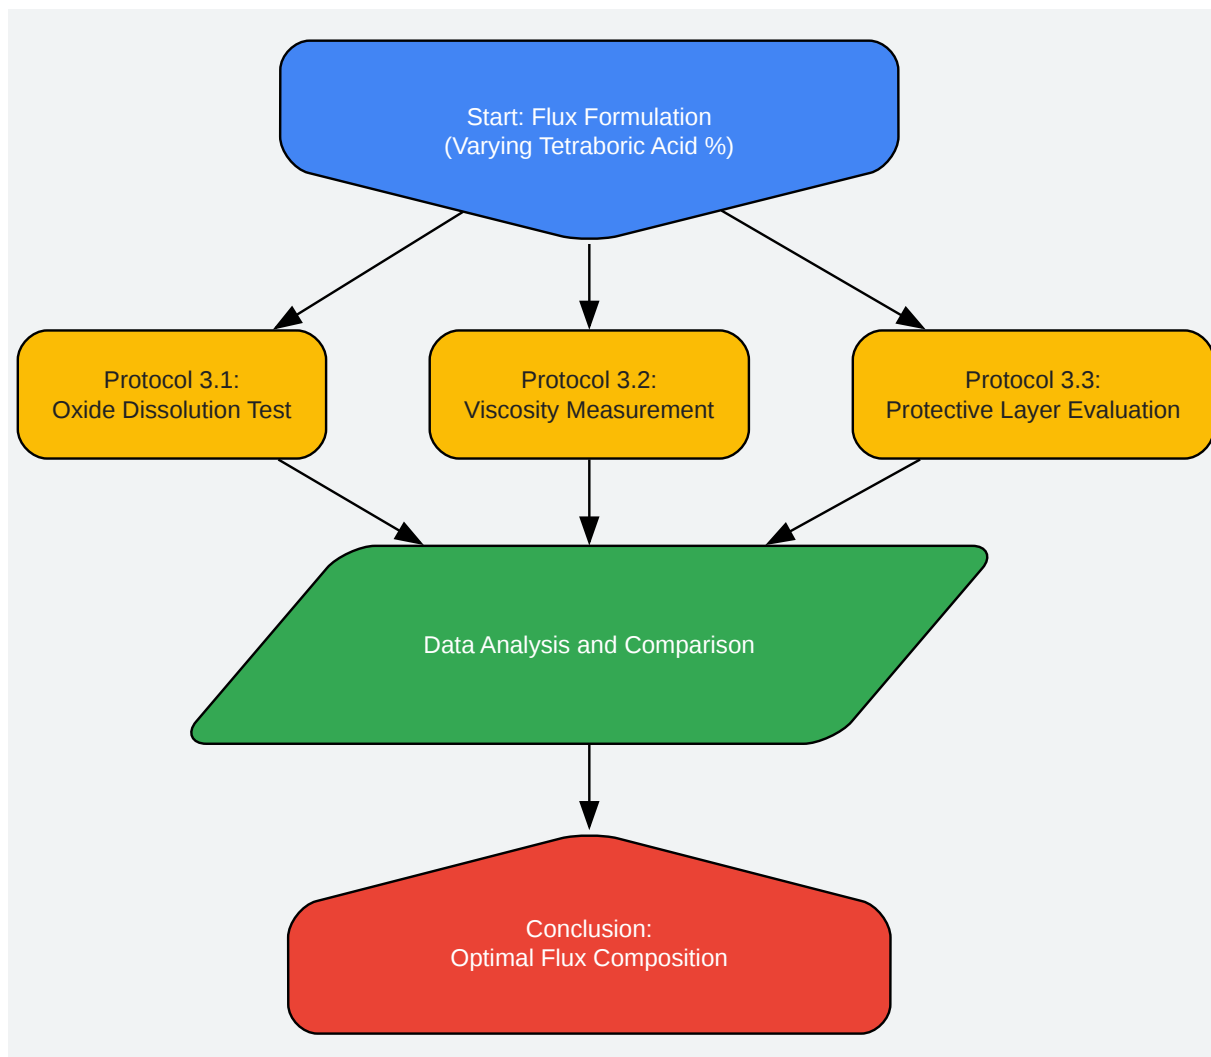 Start: Flux Formulation
(Varying Tetraboric Acid %)
Protocol 3.1:
Oxide Dissolution Test
Protocol 3.2:
Viscosity Measurement
Protocol 3.3:
Protective Layer Evaluation
Data Analysis and Comparison
Conclusion:
Optimal Flux Composition